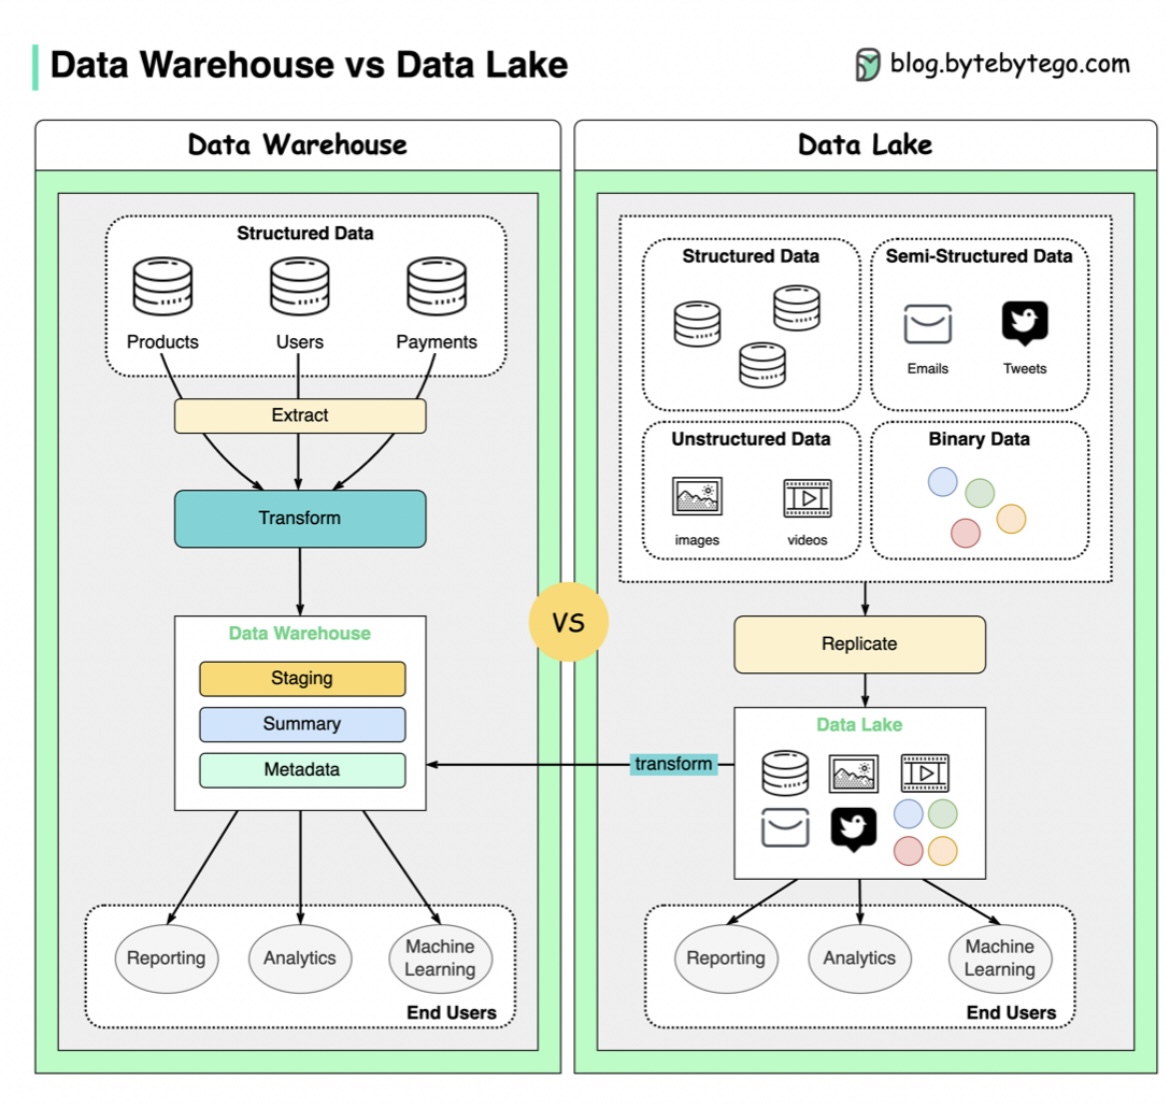 Data Warehouse vs Data Lake
blog.bytebytego.com
Data Warehouse
Structured Data
Products
Users
Payments
Extract
Transform
Data Warehouse
Staging
Summary
Metadata
Reporting
Analytics
Machine
Learning
End Users
VS
Data Lake
Structured Data
Semi-Structured Data
Emails
Tweets
Unstructured Data
images
videos
Binary Data
Replicate
Data Lake
transform
Reporting
Analytics
Machine
Learning
End Users